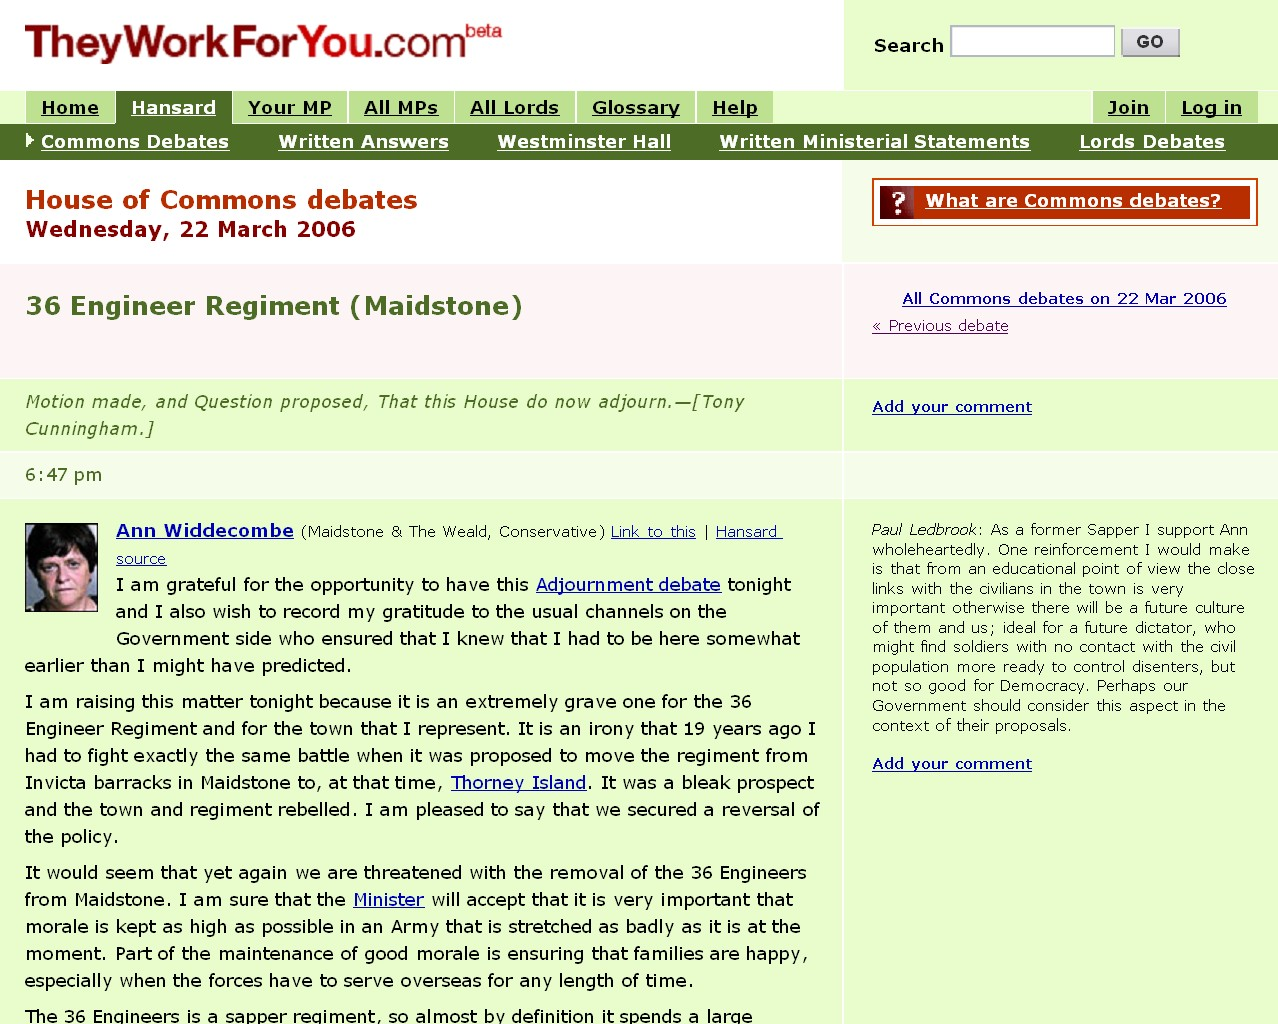 TheyWorkForYou.com beta
Search
GO
Home Hansard Your MP All MPs All Lords Glossary Help Join Log in
Commons Debates Written Answers Westminster Hall Written Ministerial Statements Lords Debates
House of Commons debates
Wednesday, 22 March 2006
? What are Commons debates?
36 Engineer Regiment (Maidstone)
All Commons debates on 22 Mar 2006
« Previous debate
Motion made, and Question proposed, That this House do now adjourn.—[Tony
Cunningham.]
Add your comment
6:47 pm
Ann Widdecombe (Maidstone & The Weald, Conservative) Link to this | Hansard
source
I am grateful for the opportunity to have this Adjournment debate tonight
and I also wish to record my gratitude to the usual channels on the
Government side who ensured that I knew that I had to be here somewhat
earlier than I might have predicted.
I am raising this matter tonight because it is an extremely grave one for the 36
Engineer Regiment and for the town that I represent. It is an irony that 19 years ago I
had to fight exactly the same battle when it was proposed to move the regiment from
Invicta barracks in Maidstone to, at that time, Thorney Island. It was a bleak prospect
and the town and regiment rebelled. I am pleased to say that we secured a reversal of
the policy.
It would seem that yet again we are threatened with the removal of the 36 Engineers
from Maidstone. I am sure that the Minister will accept that it is very important that
morale is kept as high as possible in an Army that is stretched as badly as it is at the
moment. Part of the maintenance of good morale is ensuring that families are happy,
especially when the forces have to serve overseas for any length of time.
The 36 Engineers is a sapper regiment, so almost by definition it spends a large
Paul Ledbrook: As a former Sapper I support Ann
wholeheartedly. One reinforcement I would make
is that from an educational point of view the close
links with the civilians in the town is very
important otherwise there will be a future culture
of them and us; ideal for a future dictator, who
might find soldiers with no contact with the civil
population more ready to control disenters, but
not so good for Democracy. Perhaps our
Government should consider this aspect in the
context of their proposals.
Add your comment